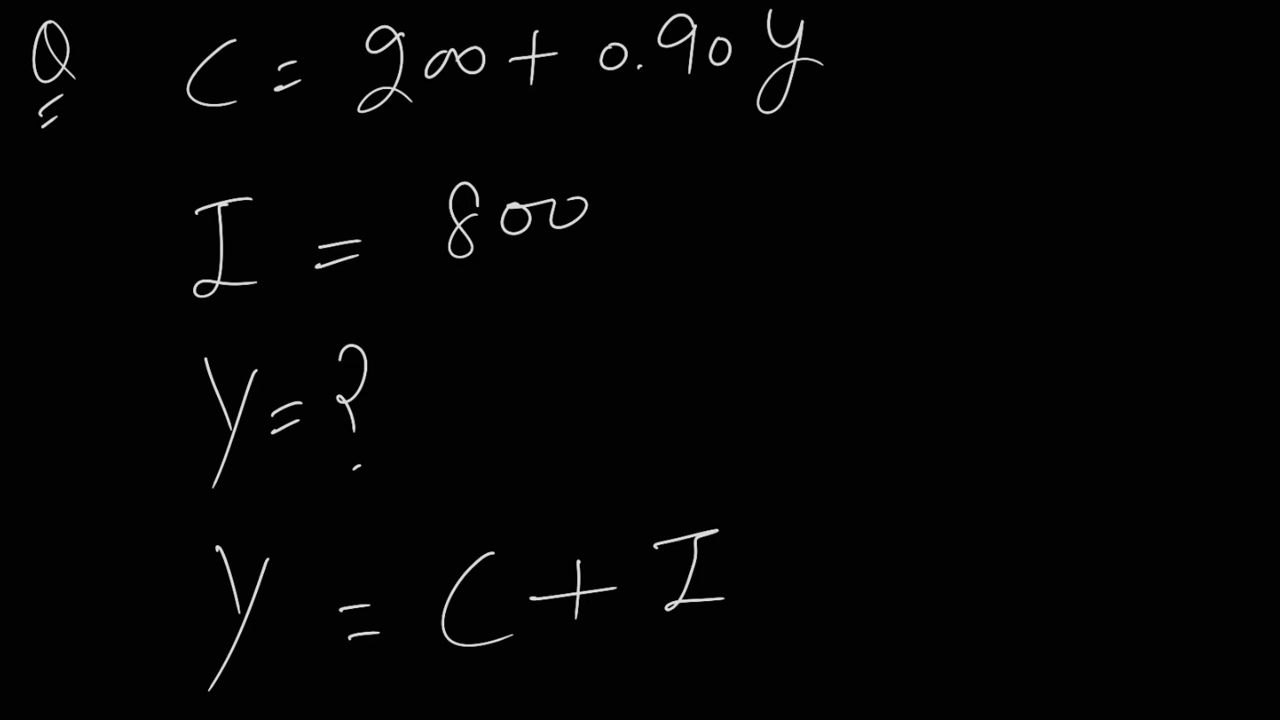 Q C = 200 + 0.90 y
I = 800
Y = ?
Y = C + I